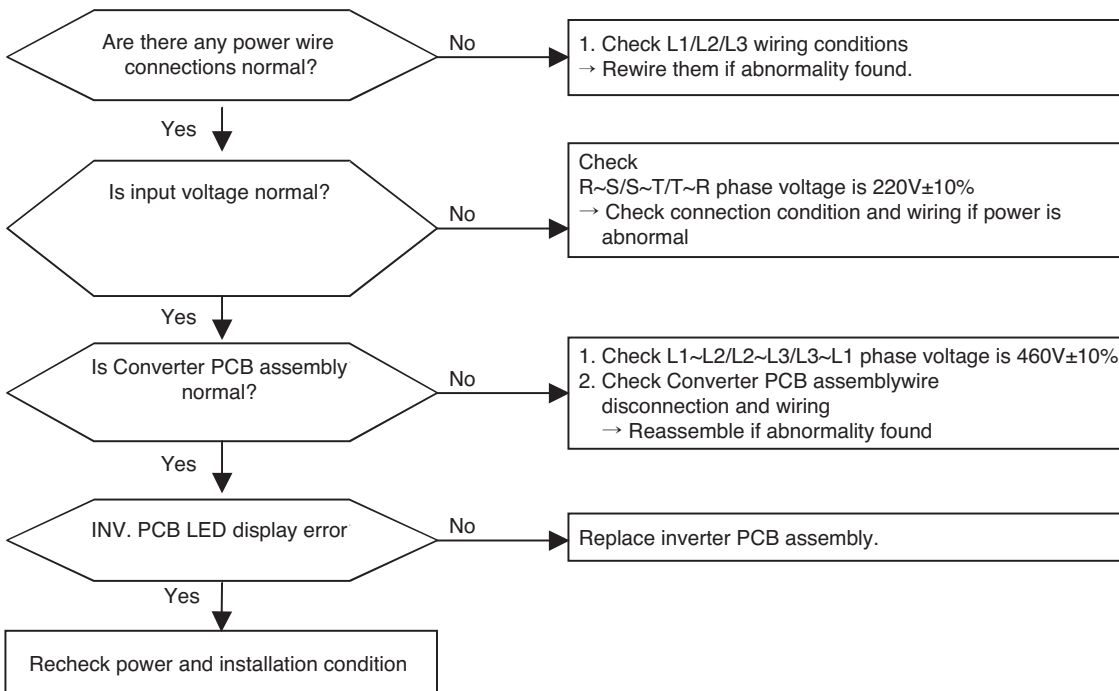 Are there any power wire
connections normal?
No
1. Check L1/L2/L3 wiring conditions
→ Rewire them if abnormality found.
Yes
Is input voltage normal?
No
Check
R~S/S~T/T~R phase voltage is 220V±10%
→ Check connection condition and wiring if power is
abnormal
Yes
Is Converter PCB assembly
normal?
No
1. Check L1~L2/L2~L3/L3~L1 phase voltage is 460V±10%
2. Check Converter PCB assemblywire
disconnection and wiring
→ Reassemble if abnormality found
Yes
INV. PCB LED display error
No
Replace inverter PCB assembly.
Yes
Recheck power and installation condition